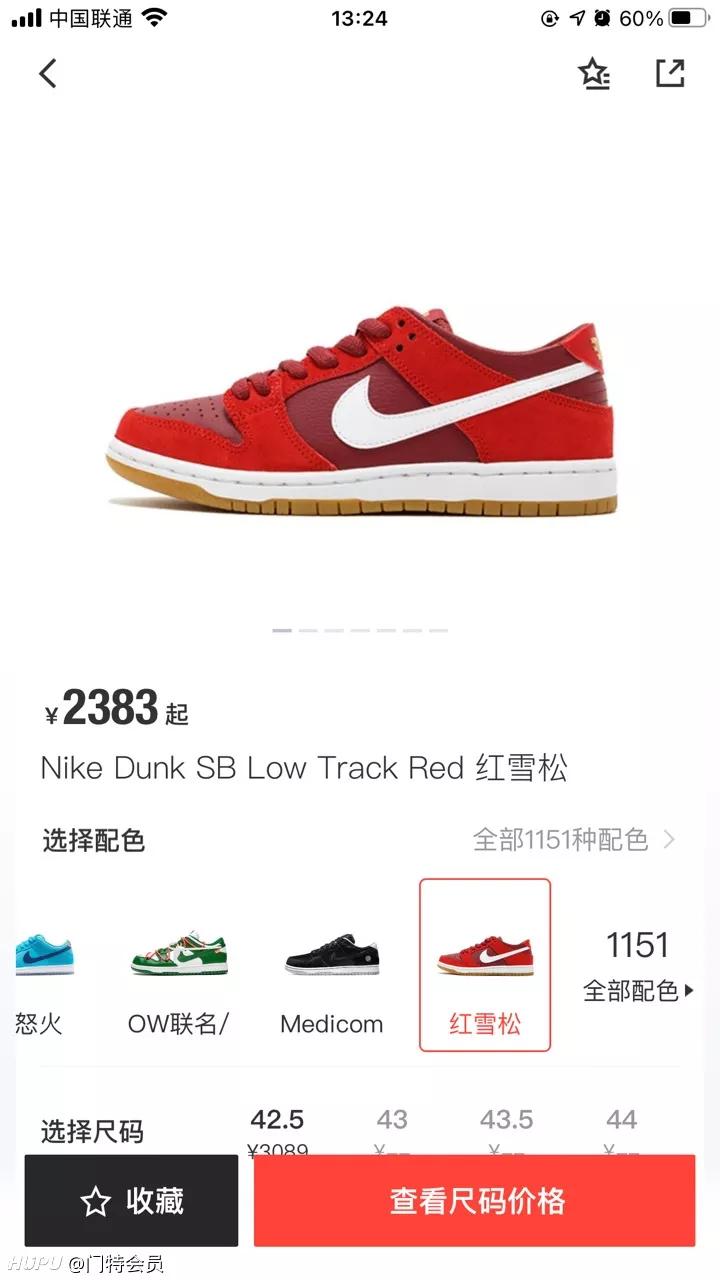 中国联通 13:24 60%
¥2383起
Nike Dunk SB Low Track Red 红雪松
选择配色 全部1151种配色
怒火 OW联名/ Medicom 红雪松
1151
全部配色
选择尺码
42.5 43 43.5 44
¥3089 ¥-- ¥-- ¥--
收藏 查看尺码价格
HUPU @门特会员